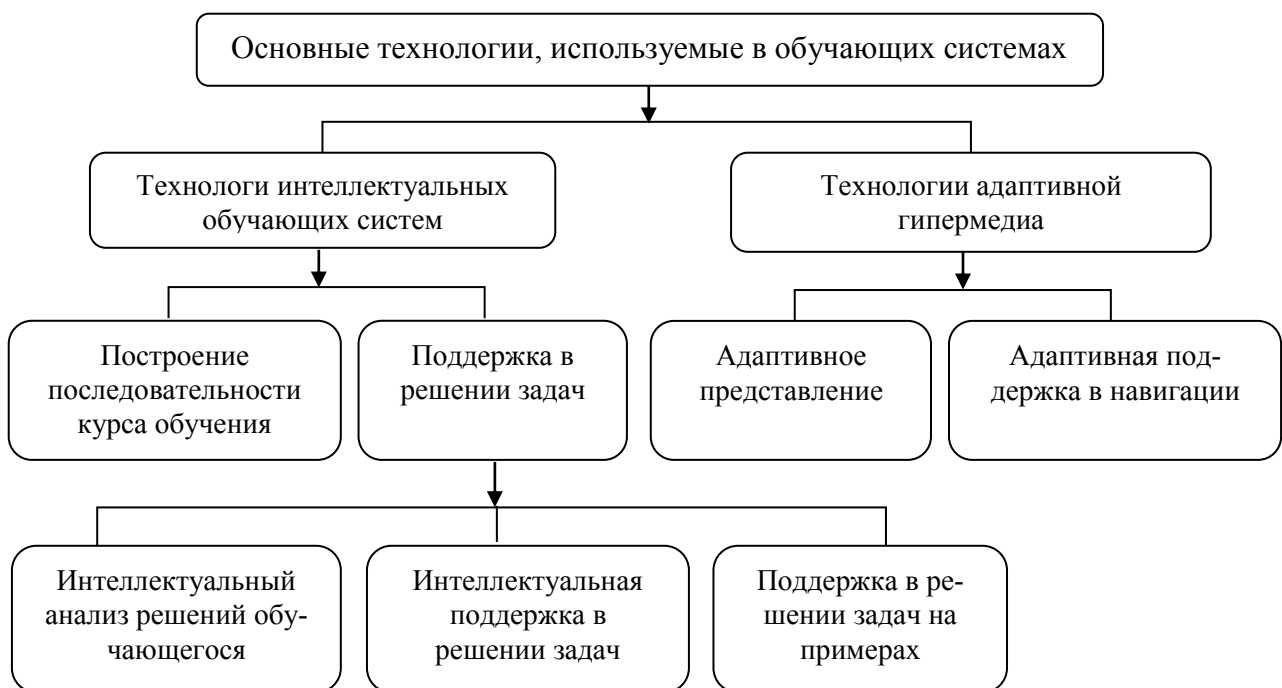 Основные технологии, используемые в обучающих системах
Технологи интеллектуальных
обучающих систем
Технологии адаптивной
гипермедиа
Построение
последовательности
курса обучения
Поддержка в
решении задач
Адаптивное
представление
Адаптивная под-
держка в навигации
Интеллектуальный
анализ решений обу-
чающегося
Интеллектуальная
поддержка в
решении задач
Поддержка в ре-
шении задач на
примерах